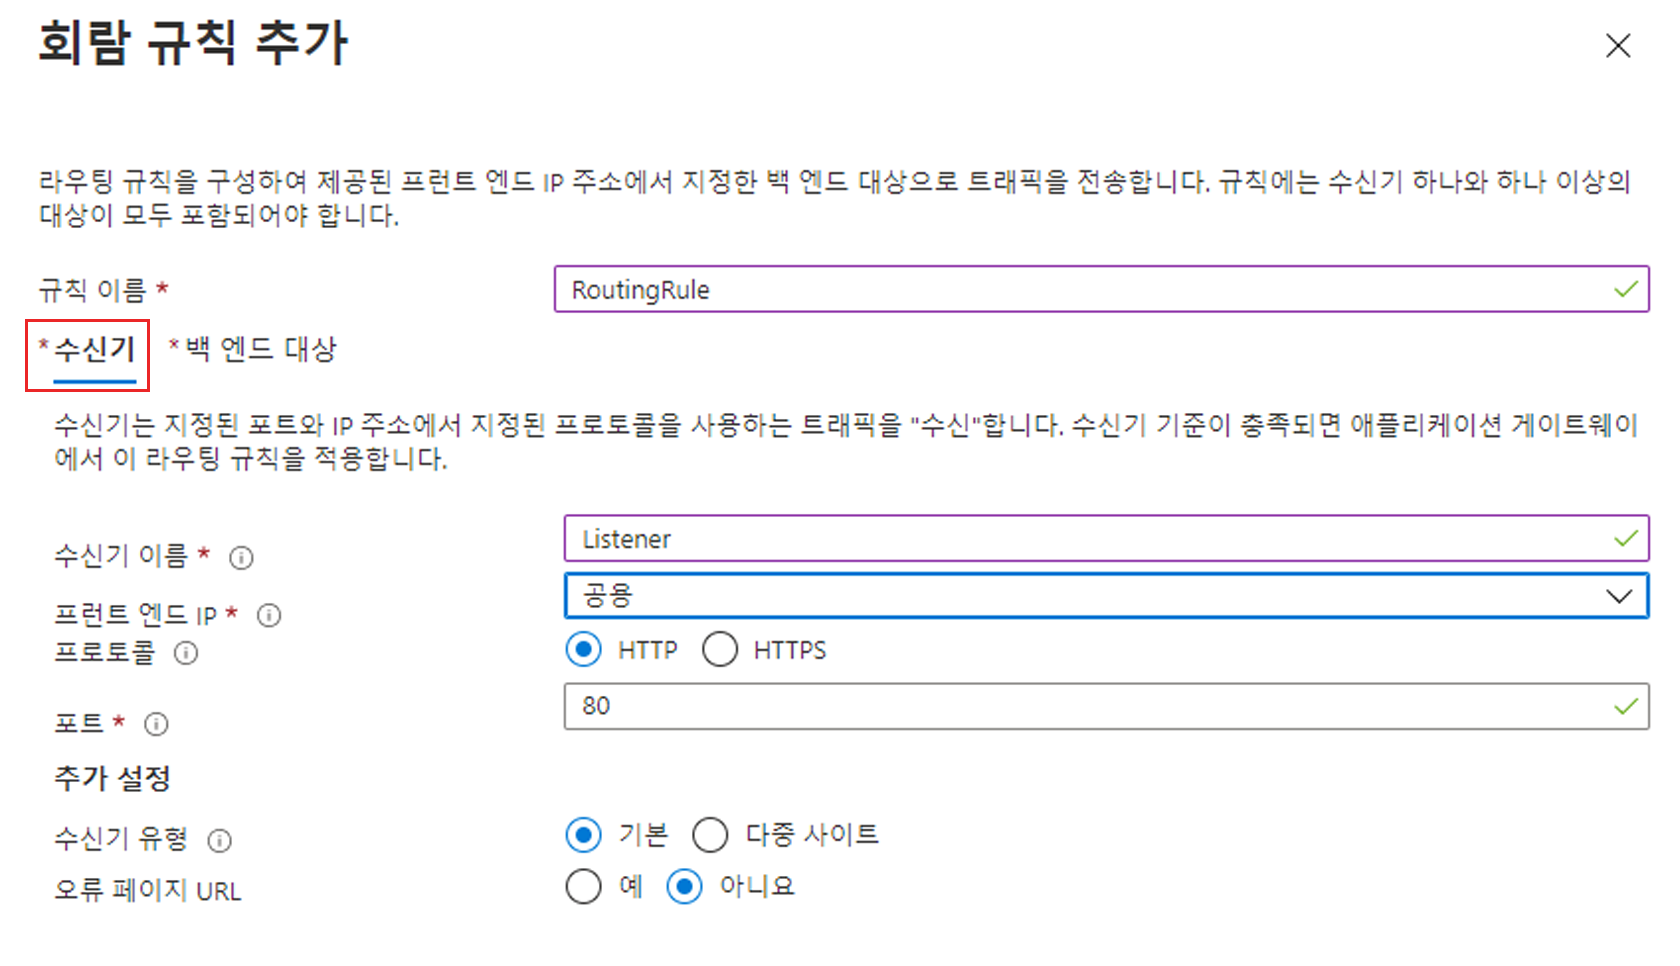 회람 규칙 추가
라우팅 규칙을 구성하여 제공된 프런트 엔드 IP 주소에서 지정한 백 엔드 대상으로 트래픽을 전송합니다. 규칙에는 수신기 하나와 하나 이상의
대상이 모두 포함되어야 합니다.
규칙 이름 * RoutingRule
* 수신기 * 백 엔드 대상
수신기는 지정된 포트와 IP 주소에서 지정된 프로토콜을 사용하는 트래픽을 "수신"합니다. 수신기 기준이 충족되면 애플리케이션 게이트웨이
에서 이 라우팅 규칙을 적용합니다.
수신기 이름 * Listener
프런트 엔드 IP * 공용
프로토콜 HTTP HTTPS
포트 * 80
추가 설정
수신기 유형 기본 다중 사이트
오류 페이지 URL 예 아니요